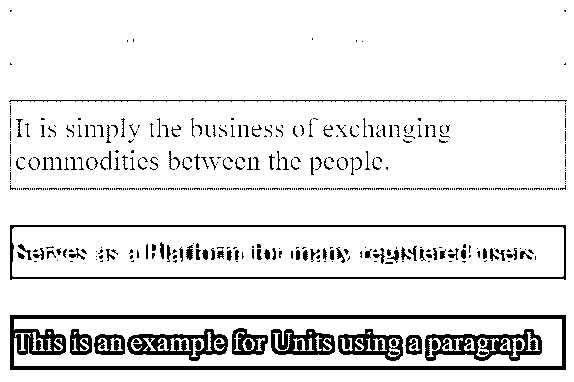 It is simply the business of exchanging
commodities between the people.
Serves as a Platform for many registered users
This is an example for Units using a paragraph